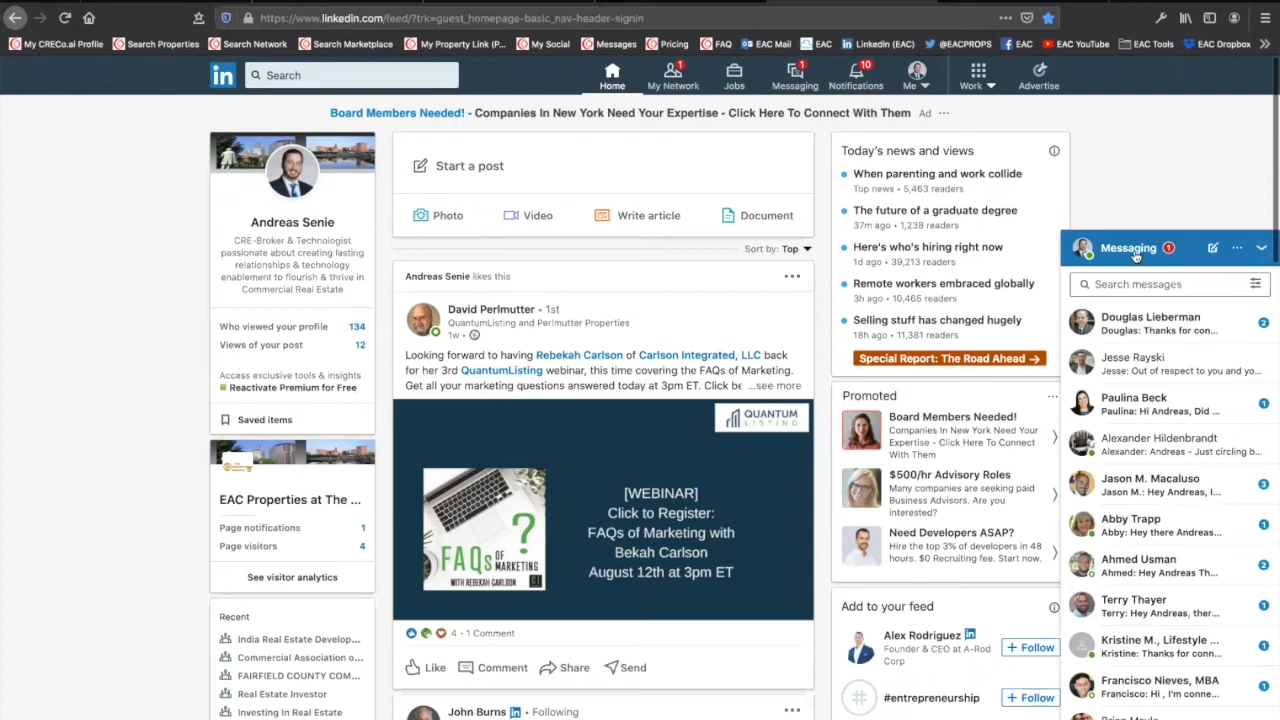 https://www.linkedin.com/feed/?trk=guest_homepage-basic_nav-header-signin
My CRECo.ai Profile Search Properties Search Network Search Marketplace My Property Link (P... My Social Messages Pricing FAQ EAC Mail EAC Linkedin (EAC) @EACPROPS EAC EAC YouTube EAC Tools EAC Dropbox
in Search Home 1 My Network Jobs 1 Messaging 10 Notifications Me Work Advertise
Board Members Needed! - Companies In New York Need Your Expertise - Click Here To Connect With Them Ad ...
Andreas Senie
CRE-Broker & Technologist
passionate about creating lasting
relationships & technology
enablement to flourish & thrive in
Commercial Real Estate
Who viewed your profile 134
Views of your post 12
Access exclusive tools & insights
Reactivate Premium for Free
Saved items
EAC Properties at The ...
Page notifications 1
Page visitors 4
See visitor analytics
Recent
India Real Estate Develop...
Commercial Association o...
FAIRFIELD COUNTY COM...
Real Estate Investor
Investing In Real Estate
Start a post
Photo Video Write article Document
Sort by: Top
Andreas Senie likes this
David Perlmutter • 1st
QuantumListing and Perlmutter Properties
1w •
Looking forward to having Rebekah Carlson of Carlson Integrated, LLC back
for her 3rd QuantumListing webinar, this time covering the FAQs of Marketing.
Get all your marketing questions answered today at 3pm ET. Click be ...see more
QUANTUM
LISTING
?
FAQs
OF
MARKETING
WITH REBEKAH CARLSON
[WEBINAR]
Click to Register:
FAQs of Marketing with
Bekah Carlson
August 12th at 3pm ET
4 · 1 Comment
Like Comment Share Send
John Burns in • Following
Today's news and views
When parenting and work collide
Top news • 5,463 readers
The future of a graduate degree
37m ago • 1,238 readers
Here's who's hiring right now
1d ago • 39,213 readers
Remote workers embraced globally
3h ago • 10,465 readers
Selling stuff has changed hugely
18h ago • 11,381 readers
Special Report: The Road Ahead →
Promoted ...
Board Members Needed!
Companies In New York Need
Your Expertise - Click Here
To Connect With Them
$500/hr Advisory Roles
Many companies are seeking paid
Business Advisors. Are you
interested?
Need Developers ASAP?
Hire the top 3% of developers in 48
hours. $0 Recruiting fee. Start now.
Add to your feed
Alex Rodriguez in
Founder & CEO at A-Rod
Corp
+ Follow
# #entrepreneurship
+ Follow
Messaging 1
Search messages
Douglas Lieberman
Douglas: Thanks for con... 2
Jesse Rayski
Jesse: Out of respect to you and yo...
Paulina Beck
Paulina: Hi Andreas, Did ... 1
Alexander Hildenbrandt
Alexander: Andreas - Just circling b...
Jason M. Macaluso
Jason M.: Hey Andreas, I... 3
Abby Trapp
Abby: Hey there Andreas... 1
Ahmed Usman
Ahmed: Hey Andreas Th... 2
Terry Thayer
Terry: Hey Andreas, ther... 1
Kristine M., Lifestyle ...
Kristine: Thanks for conn... 1
Francisco Nieves, MBA
Francisco: Hi , I'm conne... 1